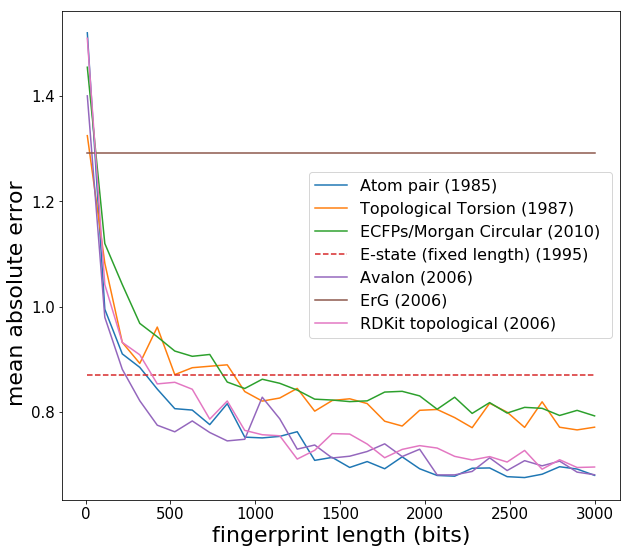 mean absolute error
1.4
1.2
1.0
0.8
Atom pair (1985)
Topological Torsion (1987)
ECFPs/Morgan Circular (2010)
E-state (fixed length) (1995)
Avalon (2006)
ErG (2006)
RDKit topological (2006)
0 500 1000 1500 2000 2500 3000
fingerprint length (bits)